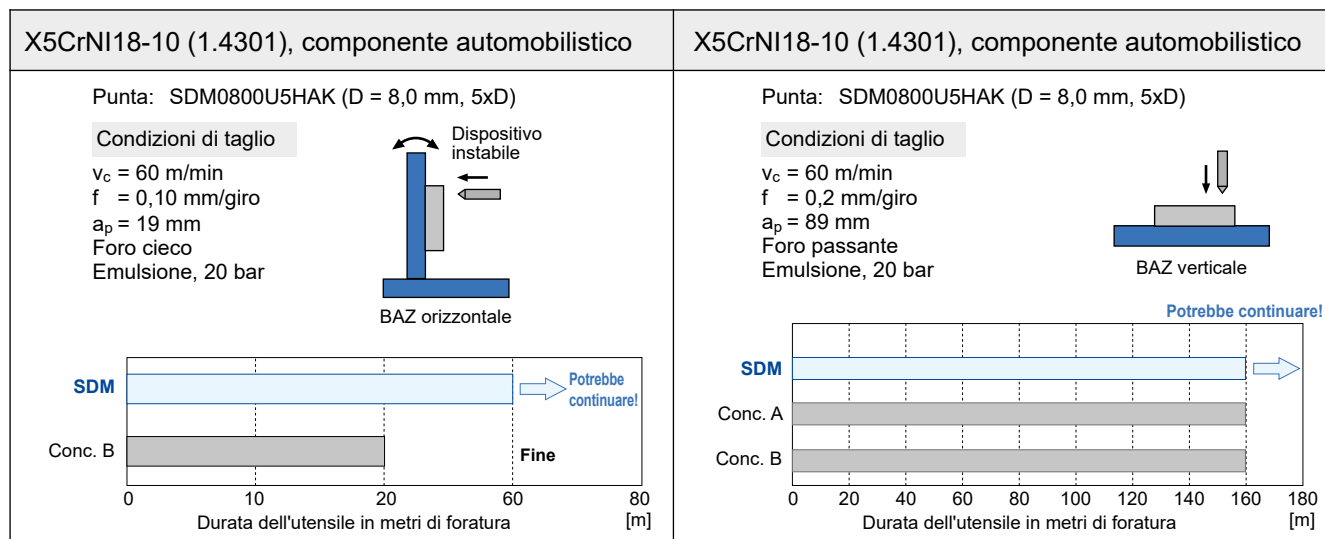 X5CrNI18-10 (1.4301), componente automobilistico
Punta: SDM0800U5HAK (D = 8,0 mm, 5xD)
Condizioni di taglio
vc = 60 m/min
f = 0,10 mm/giro
ap = 19 mm
Foro cieco
Emulsione, 20 bar
Dispositivo
instabile
BAZ orizzontale
SDM
Potrebbe
continuare!
Conc. B
Fine
0 10 20 60 80
Durata dell'utensile in metri di foratura [m]
X5CrNI18-10 (1.4301), componente automobilistico
Punta: SDM0800U5HAK (D = 8,0 mm, 5xD)
Condizioni di taglio
vc = 60 m/min
f = 0,2 mm/giro
ap = 89 mm
Foro passante
Emulsione, 20 bar
BAZ verticale
Potrebbe continuare!
SDM
Conc. A
Conc. B
0 20 40 60 80 100 120 140 160 180
Durata dell'utensile in metri di foratura [m]